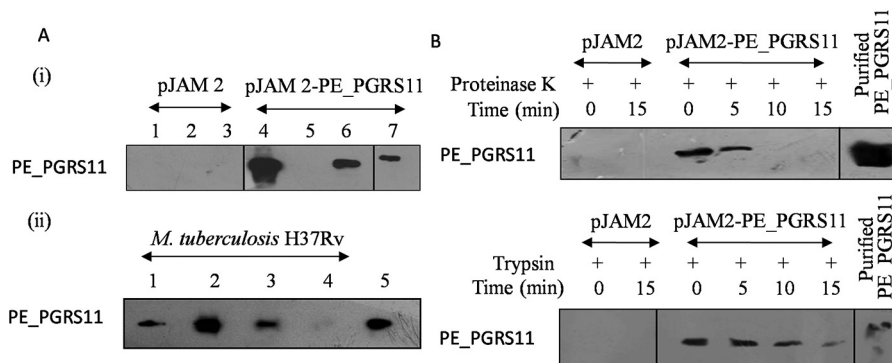 A
(i)
pJAM 2 pJAM 2-PE_PGRS11
1 2 3 4 5 6 7
PE_PGRS11
(ii)
M. tuberculosis H37Rv
1 2 3 4 5
PE_PGRS11
B
pJAM2 pJAM2-PE_PGRS11
Purified
PE_PGRS11
Proteinase K + + + + + +
Time (min) 0 15 0 5 10 15
PE_PGRS11
pJAM2 pJAM2-PE_PGRS11
Purified
PE_PGRS11
Trypsin + + + + + +
Time (min) 0 15 0 5 10 15
PE_PGRS11